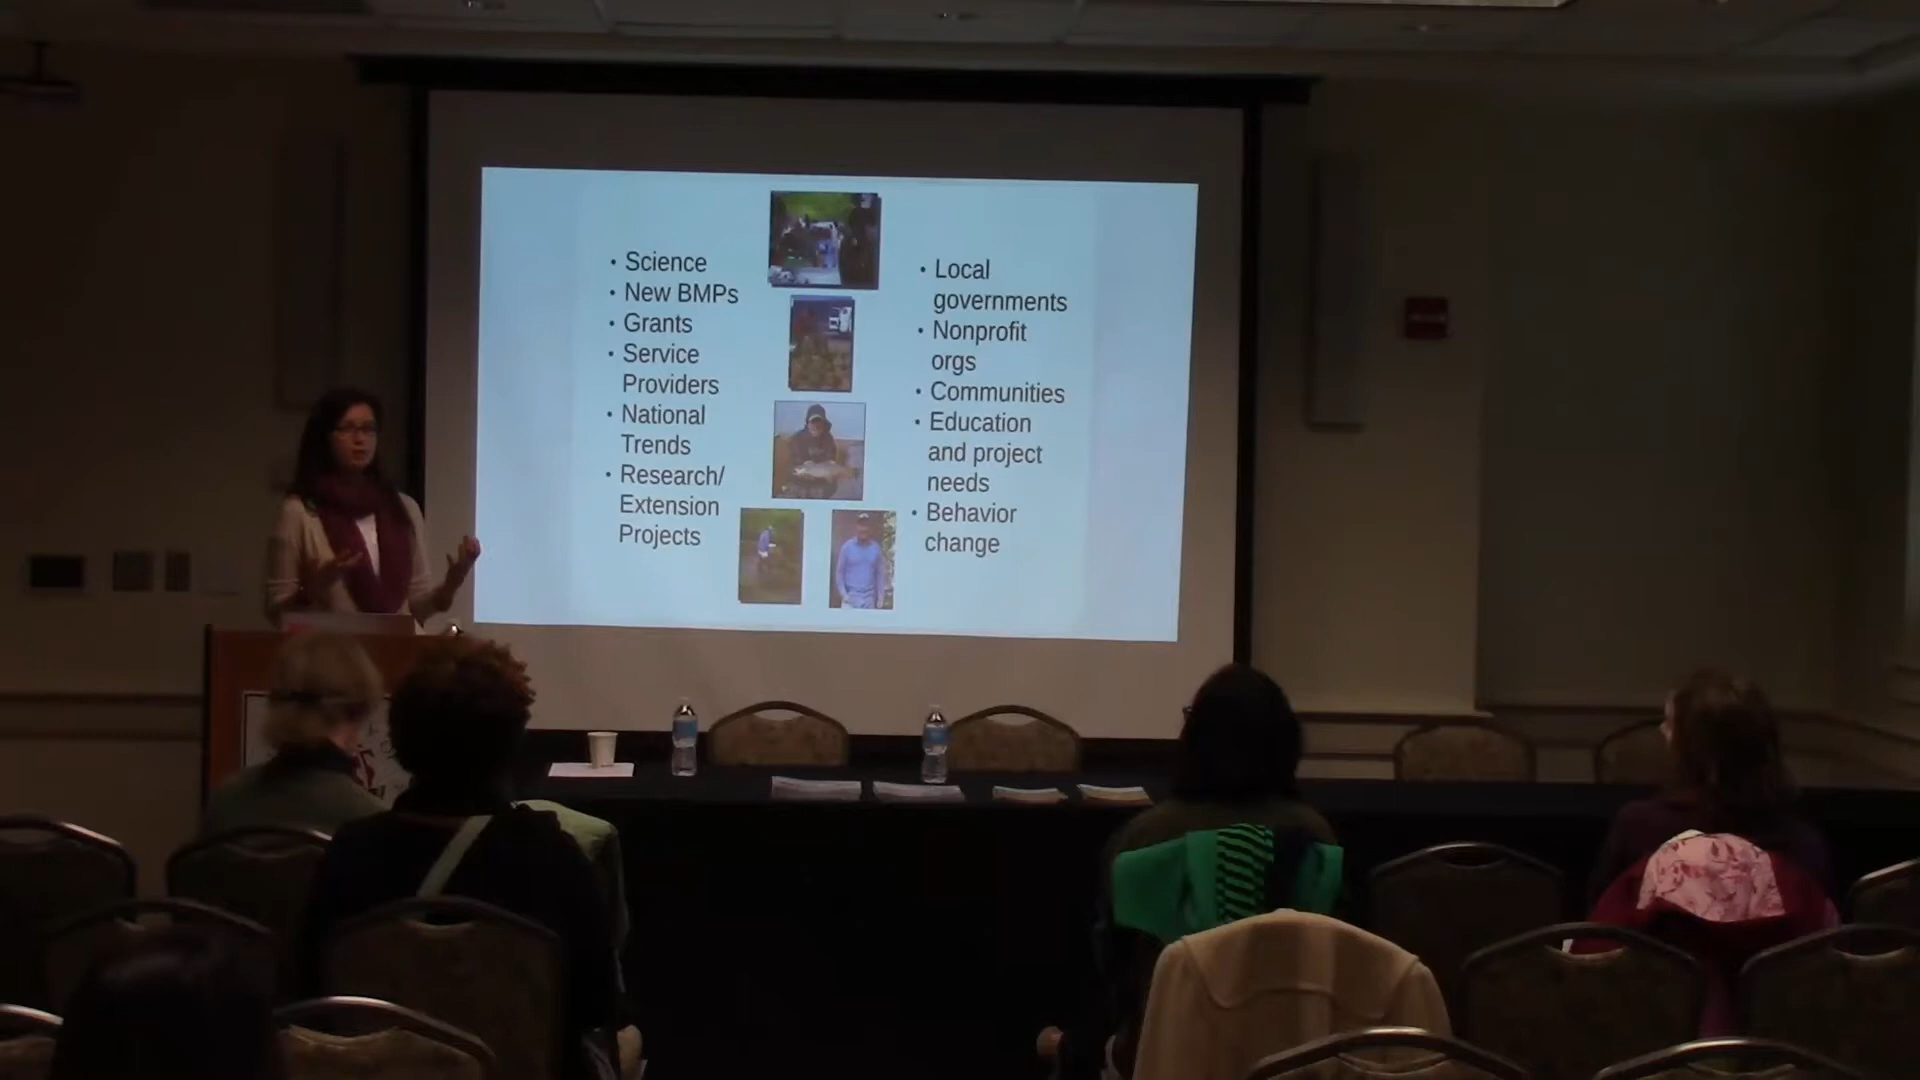 • Science
• New BMPs
• Grants
• Service
Providers
• National
Trends
• Research/
Extension
Projects
• Local
governments
• Nonprofit
orgs
• Communities
• Education
and project
needs
• Behavior
change